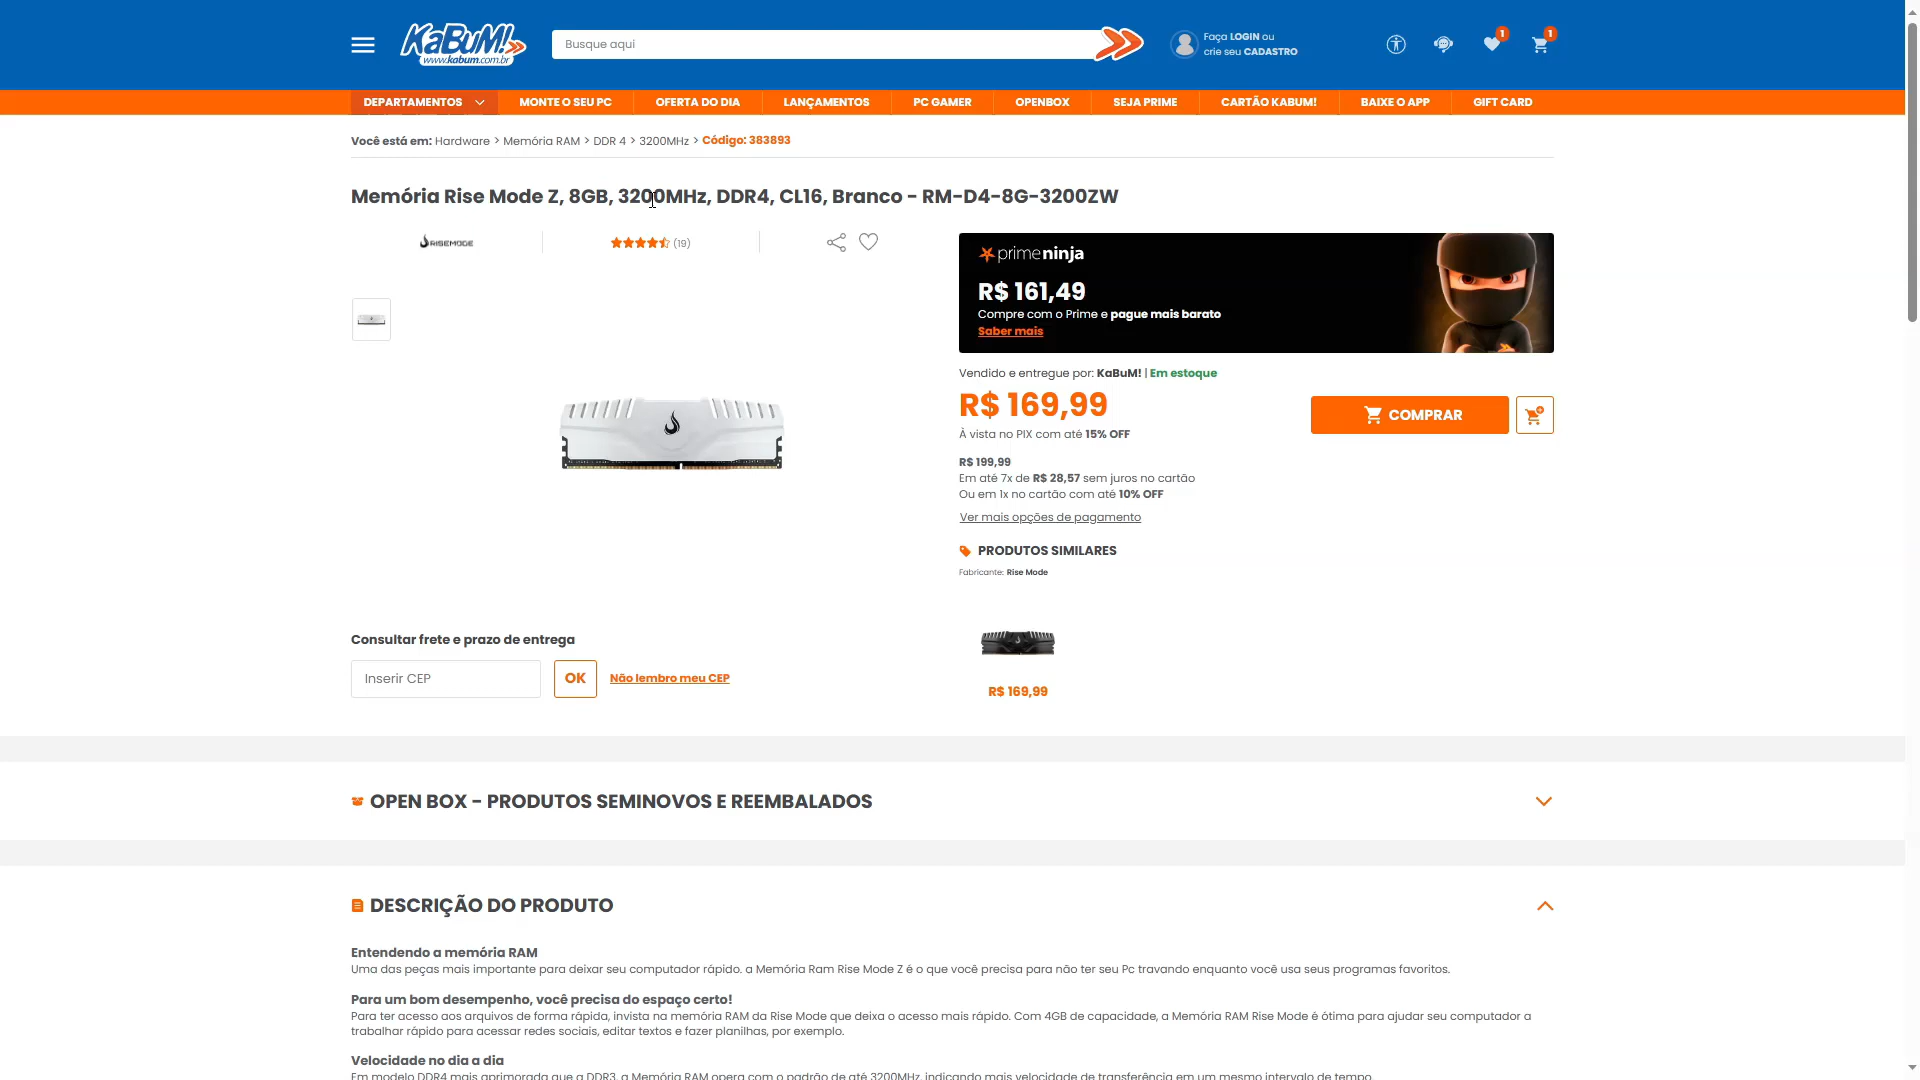 KaBuM!
www.kabum.com.br
Busque aqui
Faça LOGIN ou
crie seu CADASTRO
1
1
DEPARTAMENTOS
MONTE O SEU PC
OFERTA DO DIA
LANÇAMENTOS
PC GAMER
OPENBOX
SEJA PRIME
CARTÃO KABUM!
BAIXE O APP
GIFT CARD
Você está em: Hardware > Memória RAM > DDR 4 > 3200MHz > Código: 383893
Memória Rise Mode Z, 8GB, 3200MHz, DDR4, CL16, Branco - RM-D4-8G-3200ZW
RISEMODE
(19)
primeninja
R$ 161,49
Compre com o Prime e pague mais barato
Saber mais
Vendido e entregue por: KaBuM! | Em estoque
R$ 169,99
À vista no PIX com até 15% OFF
COMPRAR
R$ 199,99
Em até 7x de R$ 28,57 sem juros no cartão
Ou em 1x no cartão com até 10% OFF
Ver mais opções de pagamento
PRODUTOS SIMILARES
Fabricante: Rise Mode
R$ 169,99
Consultar frete e prazo de entrega
Inserir CEP
OK
Não lembro meu CEP
OPEN BOX - PRODUTOS SEMINOVOS E REEMBALADOS
DESCRIÇÃO DO PRODUTO
Entendendo a memória RAM
Uma das peças mais importante para deixar seu computador rápido. a Memória Ram Rise Mode Z é o que você precisa para não ter seu Pc travando enquanto você usa seus programas favoritos.
Para um bom desempenho, você precisa do espaço certo!
Para ter acesso aos arquivos de forma rápida, invista na memória RAM da Rise Mode que deixa o acesso mais rápido. Com 4GB de capacidade, a Memória RAM Rise Mode é ótima para ajudar seu computador a
trabalhar rápido para acessar redes sociais, editar textos e fazer planilhas, por exemplo.
Velocidade no dia a dia
Em modelo DDR4 mais aprimorada que a DDR3, a Memória RAM opera com o padrão de até 3200MHz, indicando mais velocidade de transferência em um mesmo intervalo de tempo.